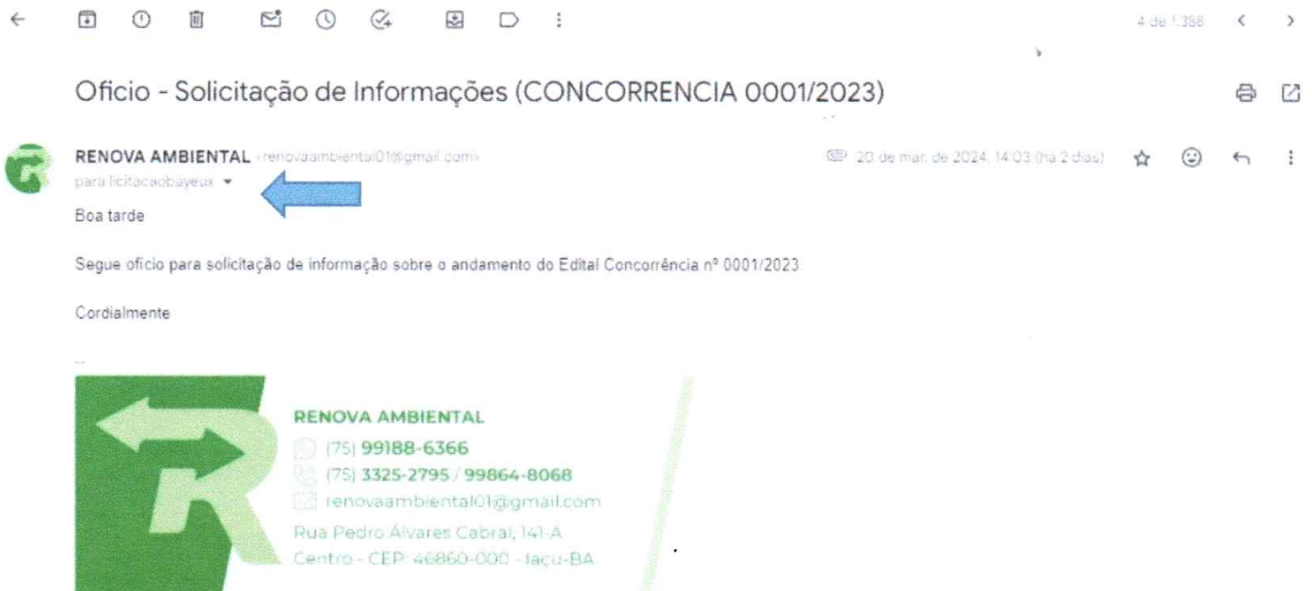 4 de 1.388
Oficio - Solicitação de Informações (CONCORRENCIA 0001/2023)
RENOVA AMBIENTAL <renovaambiental01@gmail.com>
20 de mar. de 2024, 14:03 (há 2 dias)
para licitacaobayeux
Boa tarde
Segue oficio para solicitação de informação sobre o andamento do Edital Concorrência nº 0001/2023
Cordialmente
--
R
RENOVA AMBIENTAL
(75) 99188-6366
(75) 3325-2795 / 99864-8068
renovaambiental01@gmail.com
Rua Pedro Álvares Cabral, 141-A
Centro - CEP: 46860-000 - Iaçu-BA